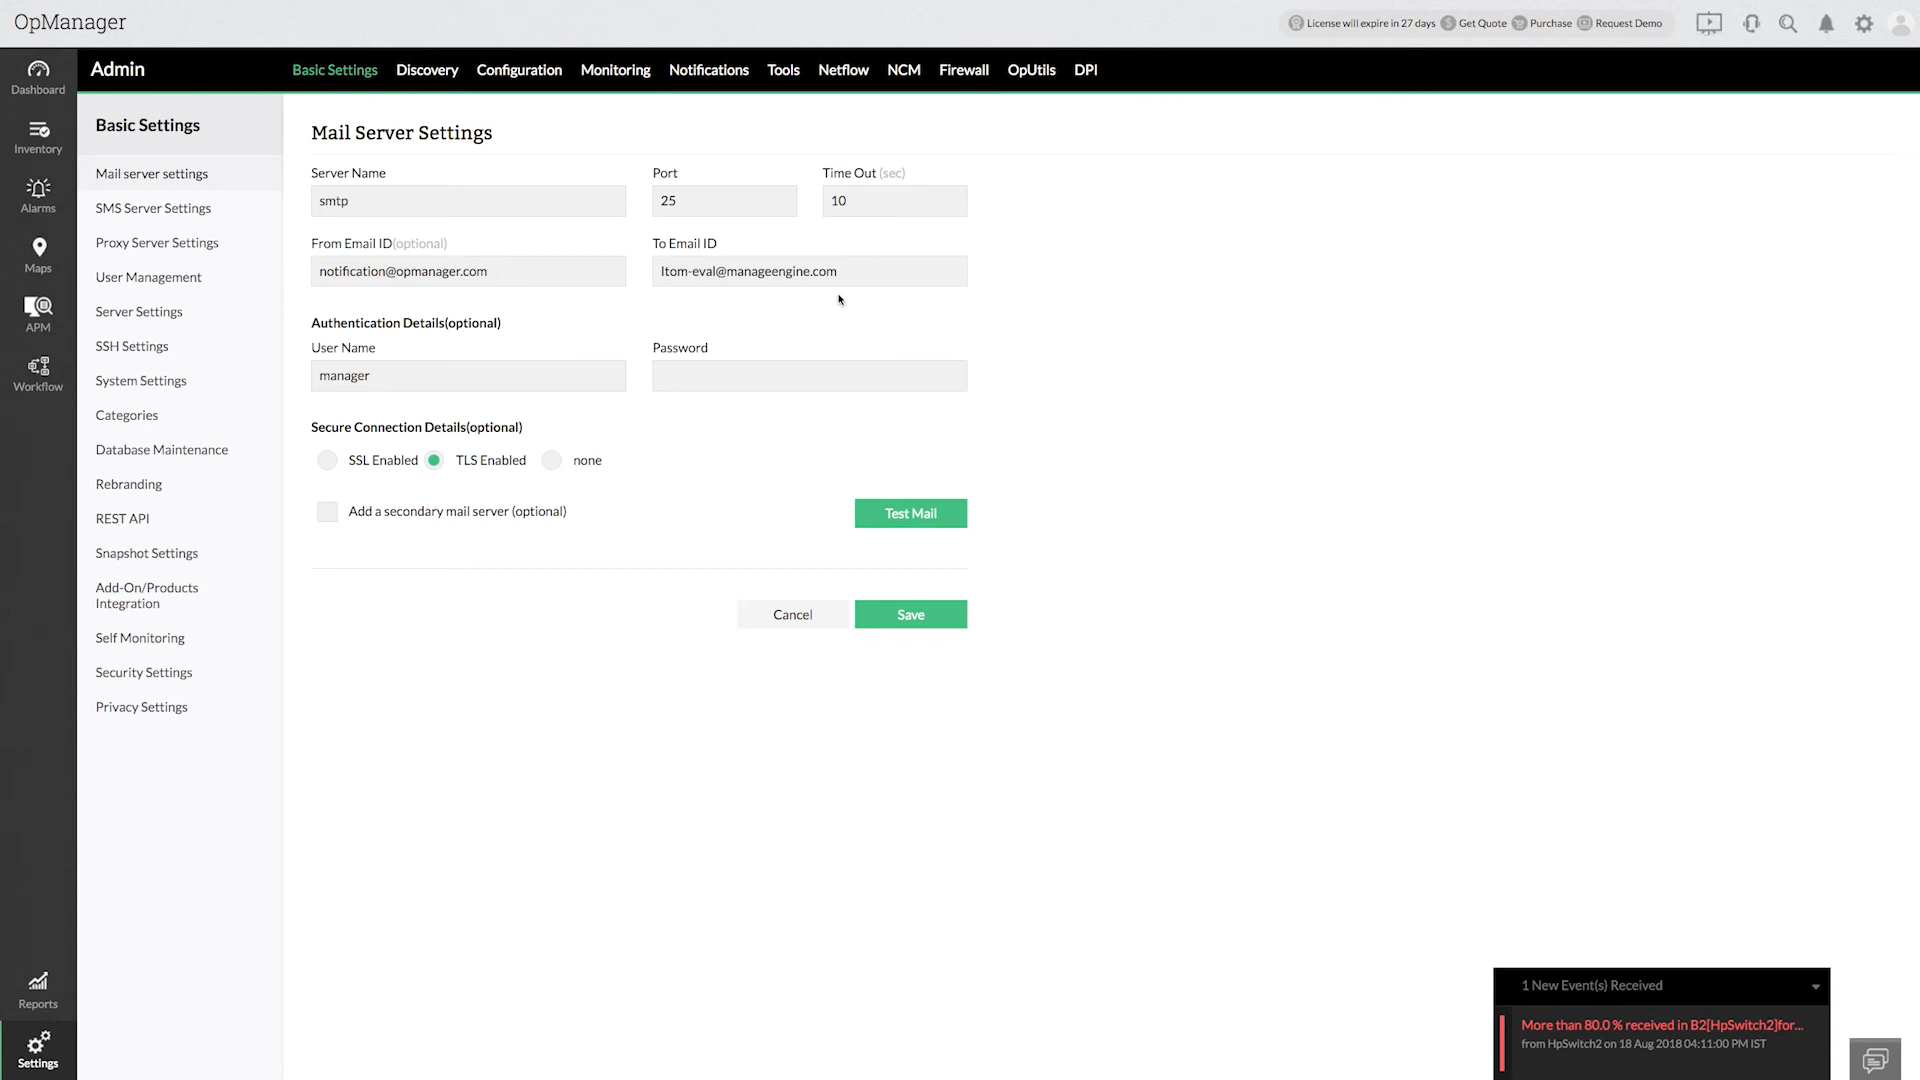 OpManager
License will expire in 27 days Get Quote Purchase Request Demo
Dashboard
Inventory
Alarms
Maps
APM
Workflow
Reports
Settings
Admin
Basic Settings Discovery Configuration Monitoring Notifications Tools Netflow NCM Firewall OpUtils DPI
Basic Settings
Mail server settings
SMS Server Settings
Proxy Server Settings
User Management
Server Settings
SSH Settings
System Settings
Categories
Database Maintenance
Rebranding
REST API
Snapshot Settings
Add-On/Products
Integration
Self Monitoring
Security Settings
Privacy Settings
Mail Server Settings
Server Name Port Time Out (sec)
smtp 25 10
From Email ID(optional) To Email ID
notification@opmanager.com Itom-eval@manageengine.com
Authentication Details(optional)
User Name Password
manager
Secure Connection Details(optional)
SSL Enabled TLS Enabled none
Add a secondary mail server (optional) Test Mail
Cancel Save
1 New Event(s) Received
More than 80.0 % received in B2[HpSwitch2]for...
from HpSwitch2 on 18 Aug 2018 04:11:00 PM IST